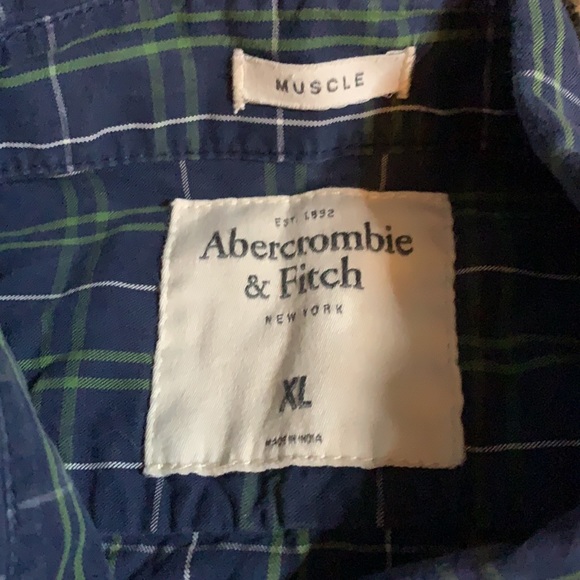 MUSCLE
Est. 1892
Abercrombie
& Fitch
NEW YORK
XL
MADE IN INDIA